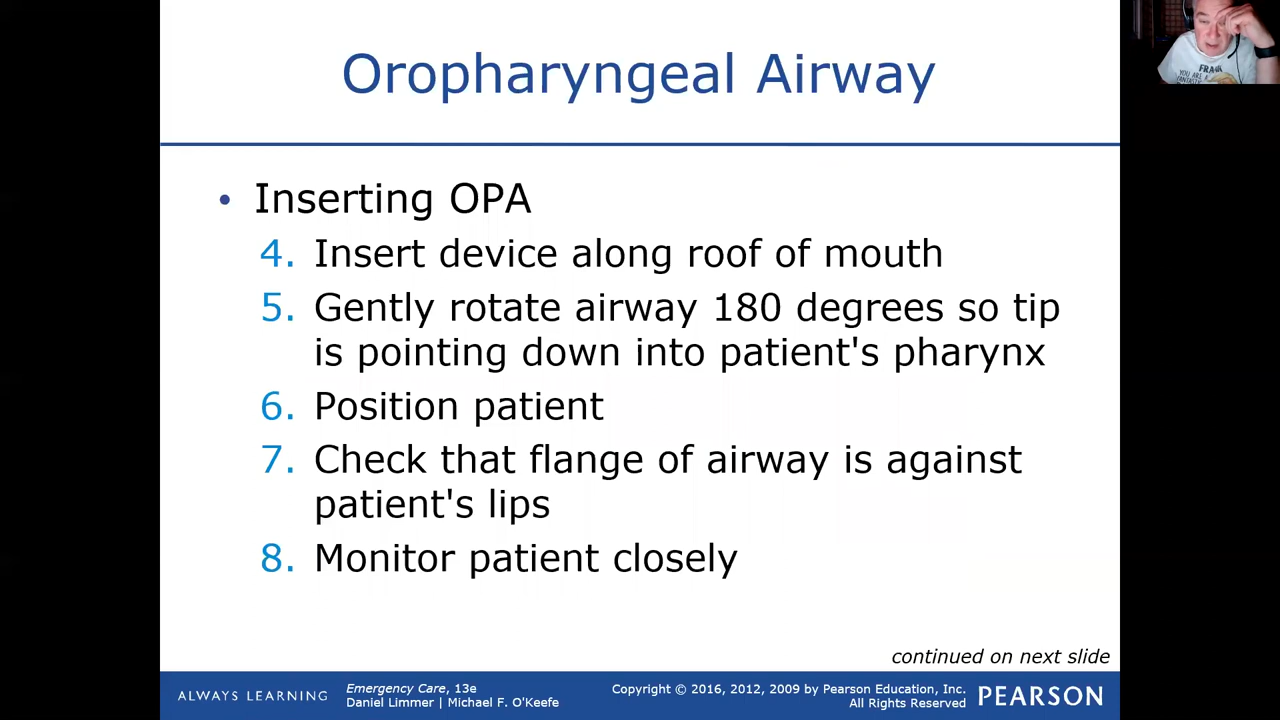 Oropharyngeal Airway
• Inserting OPA
4. Insert device along roof of mouth
5. Gently rotate airway 180 degrees so tip
is pointing down into patient's pharynx
6. Position patient
7. Check that flange of airway is against
patient's lips
8. Monitor patient closely
continued on next slide
ALWAYS LEARNING
Emergency Care, 13e
Daniel Limmer | Michael F. O'Keefe
Copyright © 2016, 2012, 2009 by Pearson Education, Inc.
All Rights Reserved
PEARSON
YOU ARE